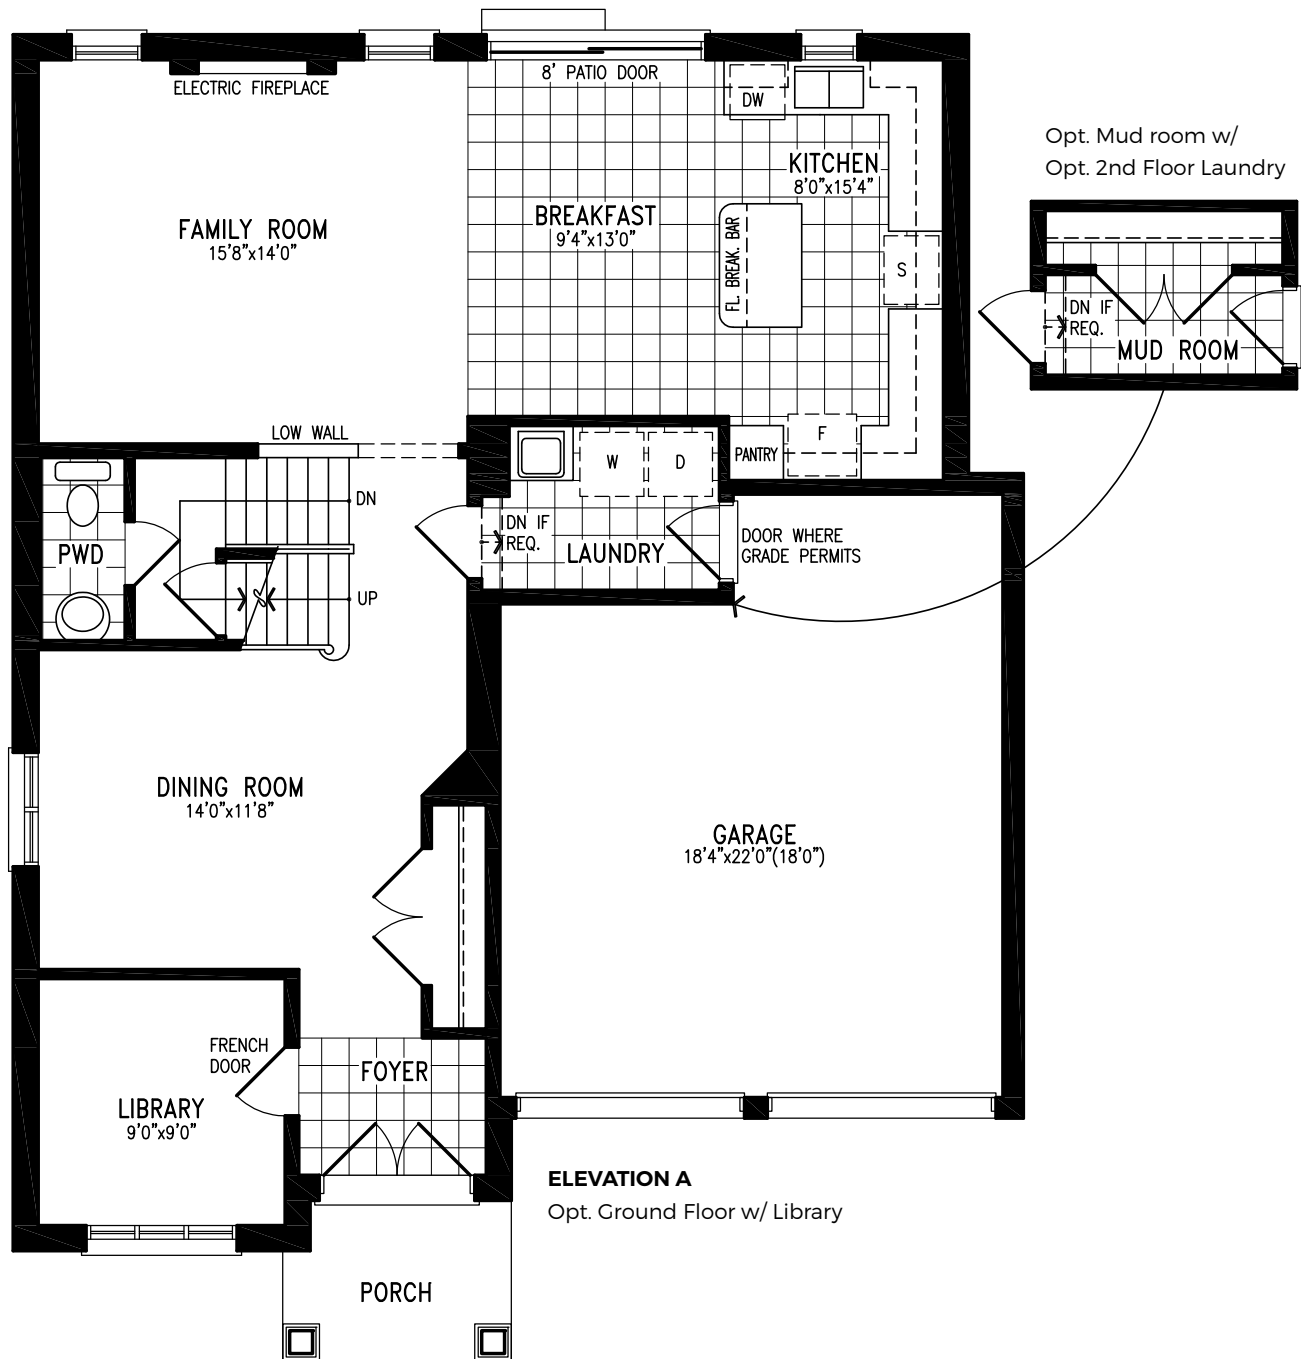 8' PATIO DOOR
ELECTRIC FIREPLACE
DW
KITCHEN
8'0"x15'4"
FAMILY ROOM
15'8"x14'0"
BREAKFAST
9'4"x13'0"
FL. BREAK. BAR
S
Opt. Mud room w/
Opt. 2nd Floor Laundry
DN IF
REQ.
MUD ROOM
LOW WALL
F
PANTRY
W
D
DN
PWD
DN IF
REQ.
LAUNDRY
DOOR WHERE
GRADE PERMITS
UP
DINING ROOM
14'0"x11'8"
GARAGE
18'4"x22'0"(18'0")
FRENCH
DOOR
FOYER
LIBRARY
9'0"x9'0"
ELEVATION A
Opt. Ground Floor w/ Library
PORCH